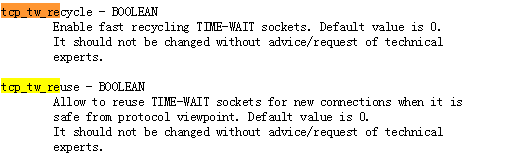 tcp_tw_recycle - BOOLEAN
Enable fast recycling TIME-WAIT sockets. Default value is 0.
It should not be changed without advice/request of technical
experts.
tcp_tw_reuse - BOOLEAN
Allow to reuse TIME-WAIT sockets for new connections when it is
safe from protocol viewpoint. Default value is 0.
It should not be changed without advice/request of technical
experts.